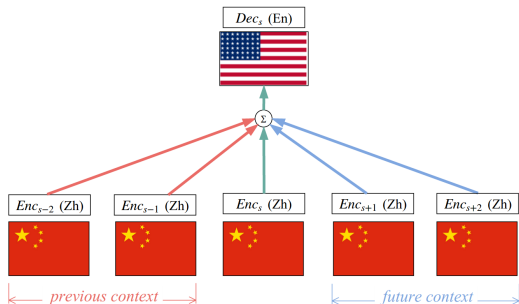 Dec_s (En)
Σ
Enc_{s−2} (Zh)
Enc_{s−1} (Zh)
Enc_s (Zh)
Enc_{s+1} (Zh)
Enc_{s+2} (Zh)
previous context
future context